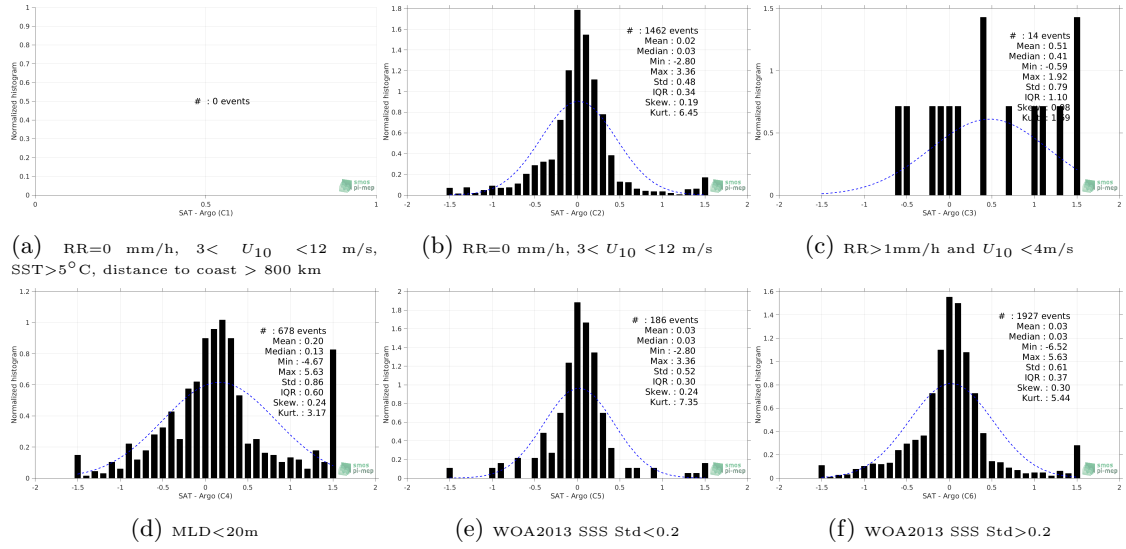 1
0.9
0.8
0.7
0.6
0.5
0.4
0.3
0.2
0.1
0
Normalized histogram
# : 0 events
smos
pi-mep
0 0.5 1
SAT - Argo (C1)
1.8
1.6
1.4
1.2
1
0.8
0.6
0.4
0.2
0
Normalized histogram
# : 1462 events
Mean : 0.02
Median : 0.03
Min : -2.80
Max : 3.36
Std : 0.48
IQR : 0.34
Skew. : 0.19
Kurt. : 6.45
smos
pi-mep
-2 -1.5 -1 -0.5 0 0.5 1 1.5 2
SAT - Argo (C2)
1.5
1
0.5
0
Normalized histogram
# : 14 events
Mean : 0.51
Median : 0.41
Min : -0.59
Max : 1.92
Std : 0.79
IQR : 1.10
smos
pi-mep
-2 -1.5 -1 -0.5 0 0.5 1 1.5 2
SAT - Argo (C3)
(a) RR=0 mm/h, 3< U10 <12 m/s,
SST>5°C, distance to coast > 800 km
(b) RR=0 mm/h, 3< U10 <12 m/s
(c) RR>1mm/h and U10 <4m/s
1.2
1
0.8
0.6
0.4
0.2
0
Normalized histogram
# : 678 events
Mean : 0.20
Median : 0.13
Min : -4.67
Max : 5.63
Std : 0.86
IQR : 0.60
Skew. : 0.24
Kurt. : 3.17
smos
pi-mep
-2 -1.5 -1 -0.5 0 0.5 1 1.5 2
SAT - Argo (C4)
2
1.8
1.6
1.4
1.2
1
0.8
0.6
0.4
0.2
0
Normalized histogram
# : 186 events
Mean : 0.03
Median : 0.03
Min : -2.80
Max : 3.36
Std : 0.52
IQR : 0.30
Skew. : 0.24
Kurt. : 7.35
smos
pi-mep
-2 -1.5 -1 -0.5 0 0.5 1 1.5 2
SAT - Argo (C5)
1.6
1.4
1.2
1
0.8
0.6
0.4
0.2
0
Normalized histogram
# : 1927 events
Mean : 0.03
Median : 0.03
Min : -6.52
Max : 5.63
Std : 0.61
IQR : 0.37
Skew. : 0.30
Kurt. : 5.44
smos
pi-mep
-2 -1.5 -1 -0.5 0 0.5 1 1.5 2
SAT - Argo (C6)
(d) MLD<20m
(e) WOA2013 SSS Std<0.2
(f) WOA2013 SSS Std>0.2